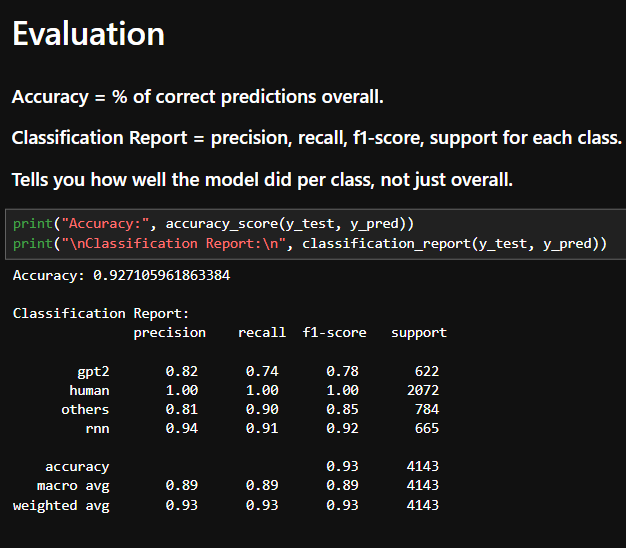 Evaluation
Accuracy = % of correct predictions overall.
Classification Report = precision, recall, f1-score, support for each class.
Tells you how well the model did per class, not just overall.
print("Accuracy:", accuracy_score(y_test, y_pred))
print("\nClassification Report:\n", classification_report(y_test, y_pred))
Accuracy: 0.927105961863384
Classification Report:
precision recall f1-score support
gpt2 0.82 0.74 0.78 622
human 1.00 1.00 1.00 2072
others 0.81 0.90 0.85 784
rnn 0.94 0.91 0.92 665
accuracy 0.93 4143
macro avg 0.89 0.89 0.89 4143
weighted avg 0.93 0.93 0.93 4143